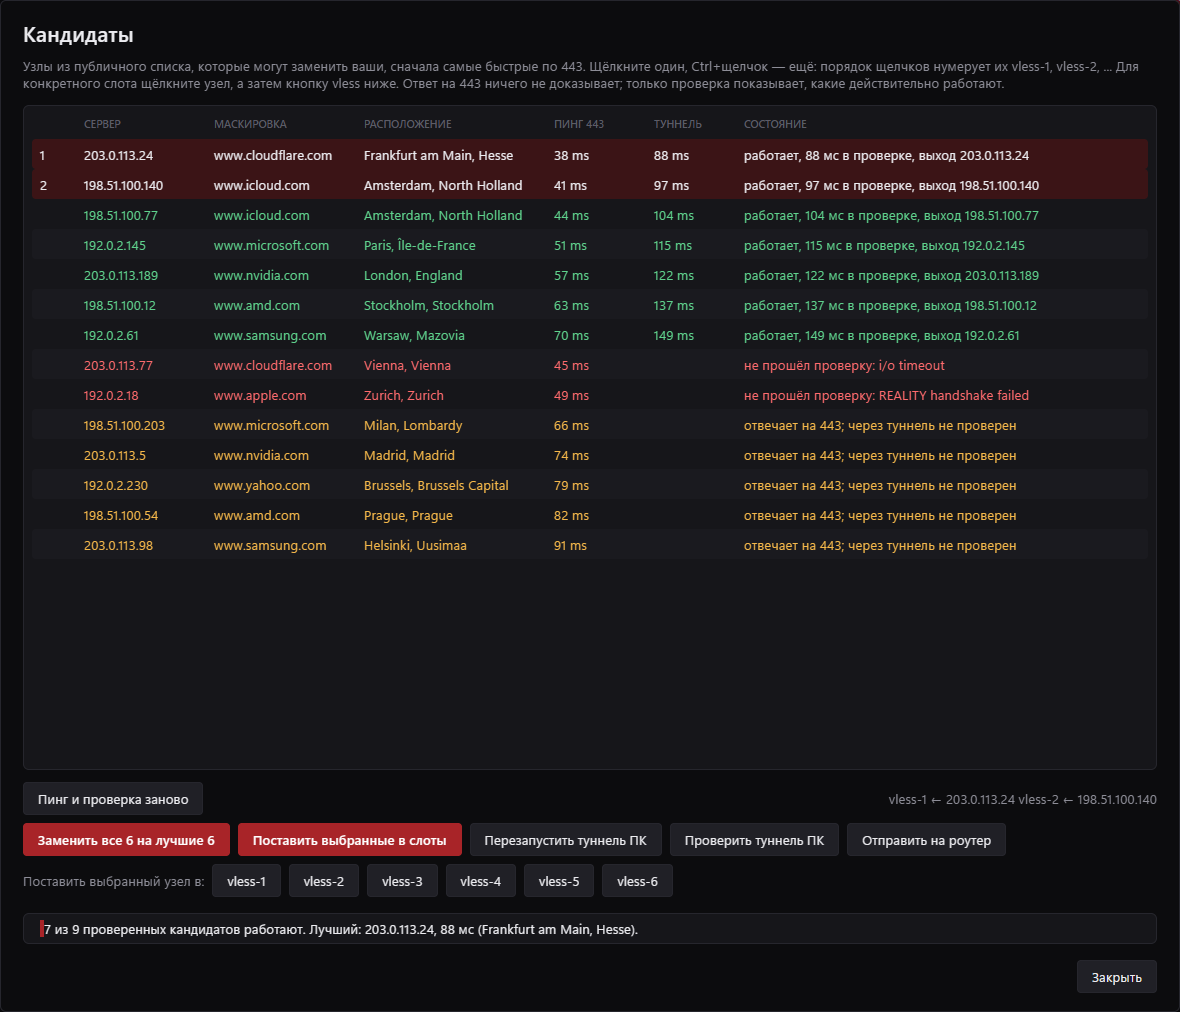 Кандидаты
Узлы из публичного списка, которые могут заменить ваши, сначала самые быстрые по 443. Щёлкните один, Ctrl+щелчок — ещё: порядок щелчков нумерует их vless-1, vless-2, ... Для
конкретного слота щёлкните узел, а затем кнопку vless ниже. Ответ на 443 ничего не доказывает; только проверка показывает, какие действительно работают.
СЕРВЕР МАСКИРОВКА РАСПОЛОЖЕНИЕ ПИНГ 443 ТУННЕЛЬ СОСТОЯНИЕ
1 203.0.113.24 www.cloudflare.com Frankfurt am Main, Hesse 38 ms 88 ms работает, 88 мс в проверке, выход 203.0.113.24
2 198.51.100.140 www.icloud.com Amsterdam, North Holland 41 ms 97 ms работает, 97 мс в проверке, выход 198.51.100.140
198.51.100.77 www.icloud.com Amsterdam, North Holland 44 ms 104 ms работает, 104 мс в проверке, выход 198.51.100.77
192.0.2.145 www.microsoft.com Paris, Île-de-France 51 ms 115 ms работает, 115 мс в проверке, выход 192.0.2.145
203.0.113.189 www.nvidia.com London, England 57 ms 122 ms работает, 122 мс в проверке, выход 203.0.113.189
198.51.100.12 www.amd.com Stockholm, Stockholm 63 ms 137 ms работает, 137 мс в проверке, выход 198.51.100.12
192.0.2.61 www.samsung.com Warsaw, Mazovia 70 ms 149 ms работает, 149 мс в проверке, выход 192.0.2.61
203.0.113.77 www.cloudflare.com Vienna, Vienna 45 ms не прошёл проверку: i/o timeout
192.0.2.18 www.apple.com Zurich, Zurich 49 ms не прошёл проверку: REALITY handshake failed
198.51.100.203 www.microsoft.com Milan, Lombardy 66 ms отвечает на 443; через туннель не проверен
203.0.113.5 www.nvidia.com Madrid, Madrid 74 ms отвечает на 443; через туннель не проверен
192.0.2.230 www.yahoo.com Brussels, Brussels Capital 79 ms отвечает на 443; через туннель не проверен
198.51.100.54 www.amd.com Prague, Prague 82 ms отвечает на 443; через туннель не проверен
203.0.113.98 www.samsung.com Helsinki, Uusimaa 91 ms отвечает на 443; через туннель не проверен
Пинг и проверка заново vless-1 ← 203.0.113.24 vless-2 ← 198.51.100.140
Заменить все 6 на лучшие 6 Поставить выбранные в слоты Перезапустить туннель ПК Проверить туннель ПК Отправить на роутер
Поставить выбранный узел в: vless-1 vless-2 vless-3 vless-4 vless-5 vless-6
7 из 9 проверенных кандидатов работают. Лучший: 203.0.113.24, 88 мс (Frankfurt am Main, Hesse).
Закрыть